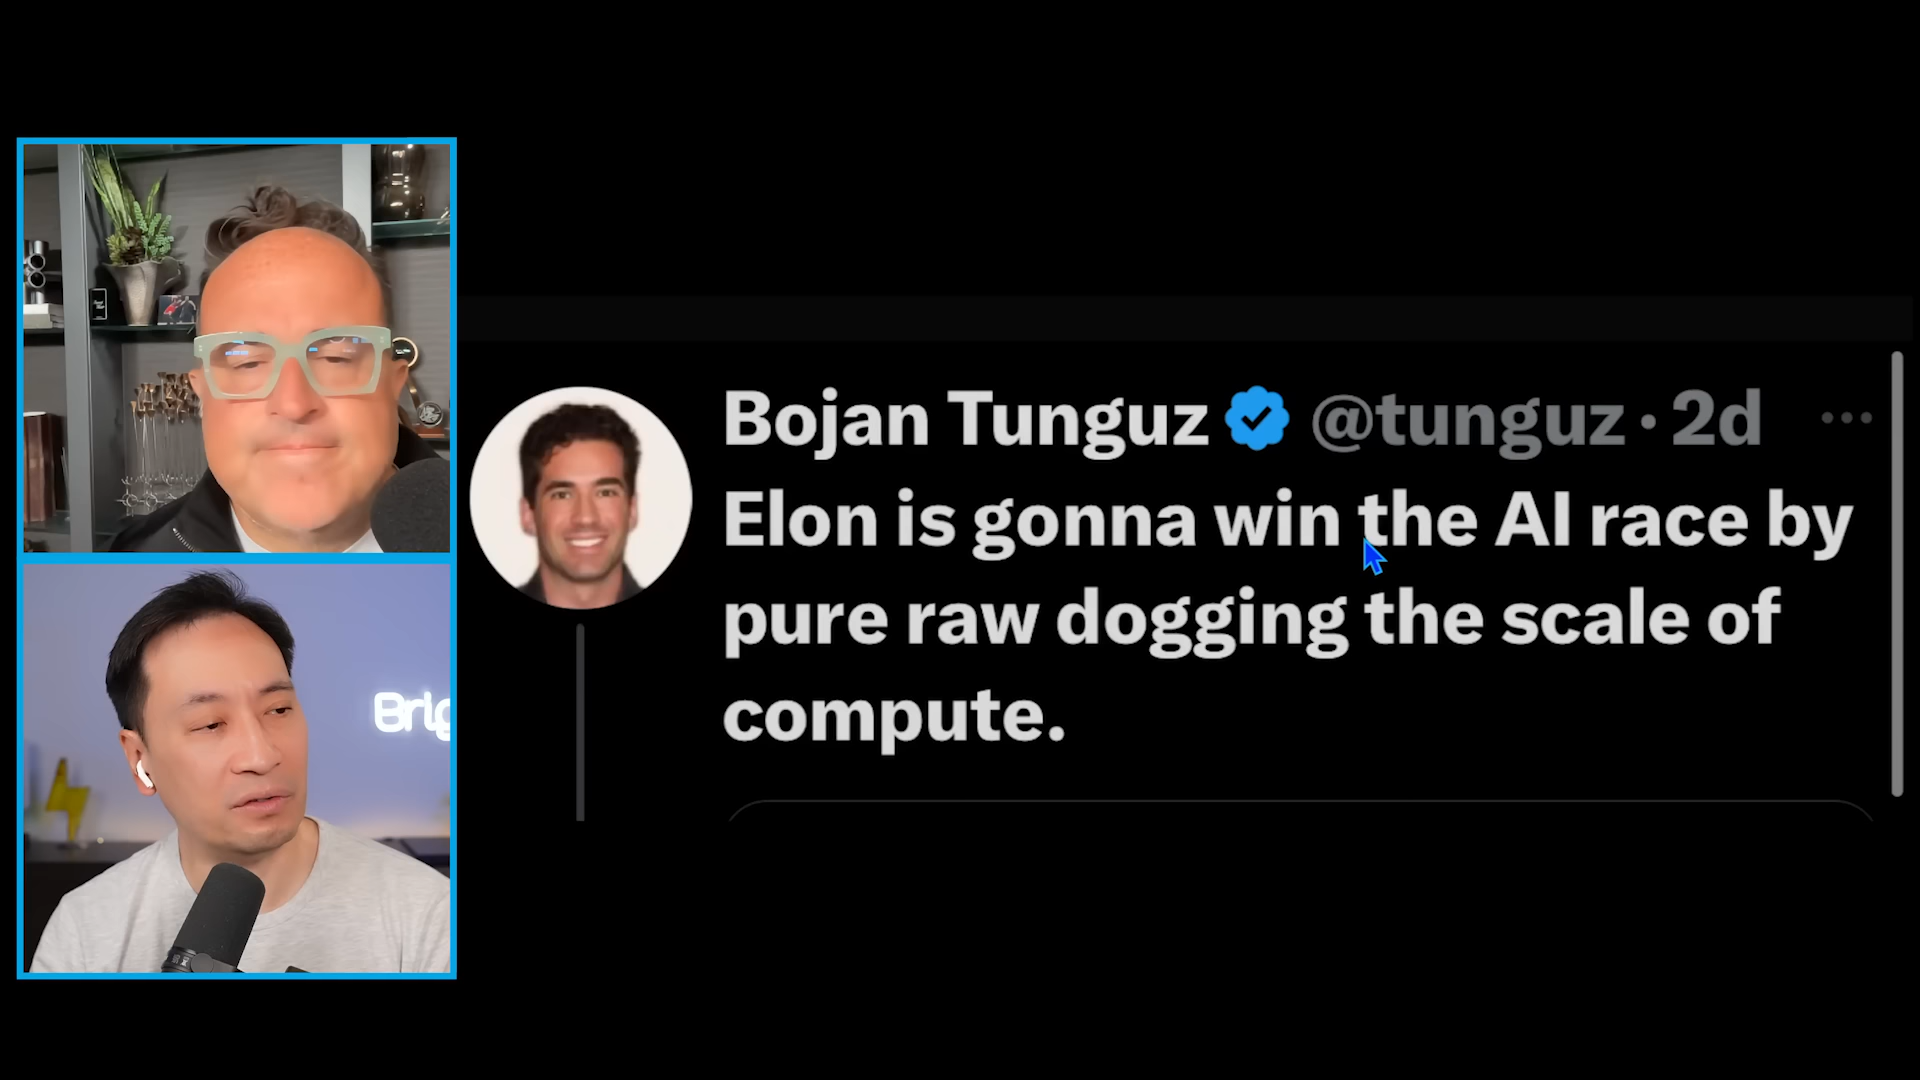 Brig
Bojan Tunguz @tunguz · 2d
Elon is gonna win the AI race by
pure raw dogging the scale of
compute.